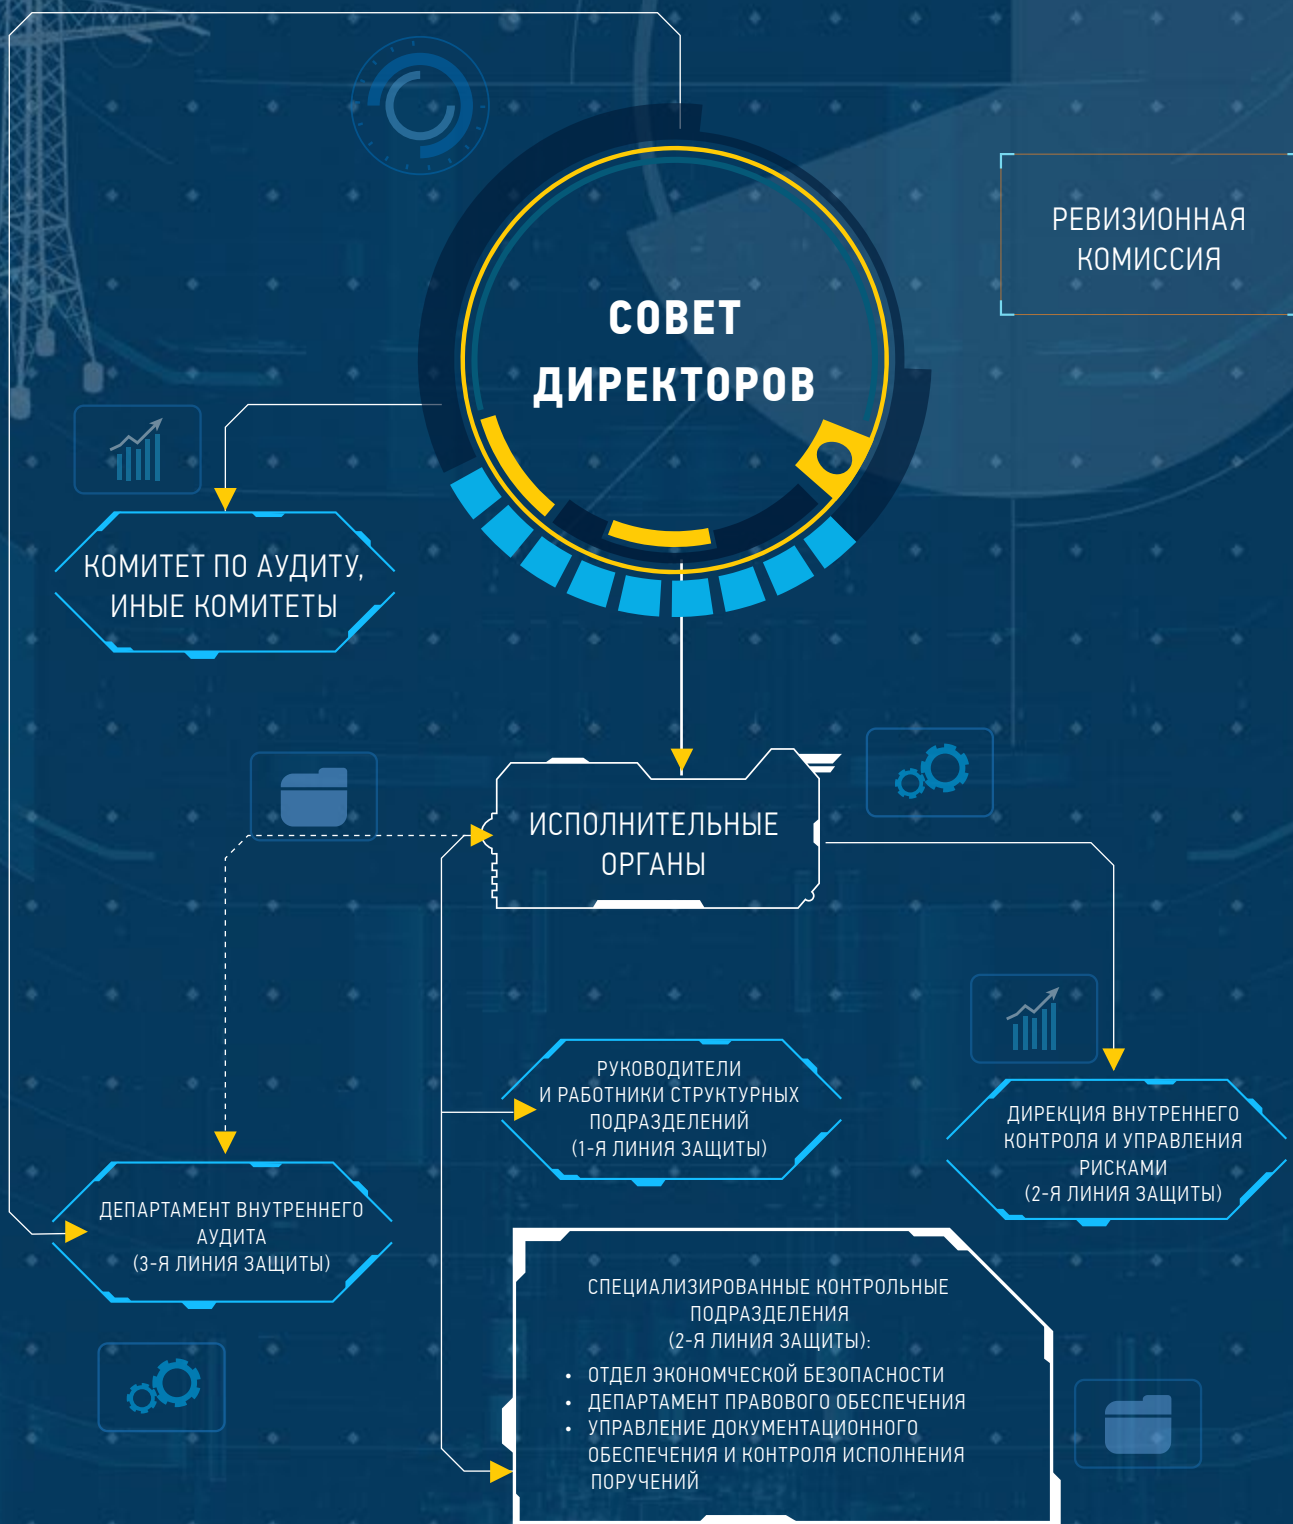 РЕВИЗИОННАЯ
КОМИССИЯ
СОВЕТ
ДИРЕКТОРОВ
КОМИТЕТ ПО АУДИТУ,
ИНЫЕ КОМИТЕТЫ
ИСПОЛНИТЕЛЬНЫЕ
ОРГАНЫ
РУКОВОДИТЕЛИ
И РАБОТНИКИ СТРУКТУРНЫХ
ПОДРАЗДЕЛЕНИЙ
(1-Я ЛИНИЯ ЗАЩИТЫ)
ДИРЕКЦИЯ ВНУТРЕННЕГО
КОНТРОЛЯ И УПРАВЛЕНИЯ
РИСКАМИ
(2-Я ЛИНИЯ ЗАЩИТЫ)
ДЕПАРТАМЕНТ ВНУТРЕННЕГО
АУДИТА
(3-Я ЛИНИЯ ЗАЩИТЫ)
СПЕЦИАЛИЗИРОВАННЫЕ КОНТРОЛЬНЫЕ
ПОДРАЗДЕЛЕНИЯ
(2-Я ЛИНИЯ ЗАЩИТЫ):
• ОТДЕЛ ЭКОНОМЧЕСКОЙ БЕЗОПАСНОСТИ
• ДЕПАРТАМЕНТ ПРАВОВОГО ОБЕСПЕЧЕНИЯ
• УПРАВЛЕНИЕ ДОКУМЕНТАЦИОННОГО
ОБЕСПЕЧЕНИЯ И КОНТРОЛЯ ИСПОЛНЕНИЯ
ПОРУЧЕНИЙ